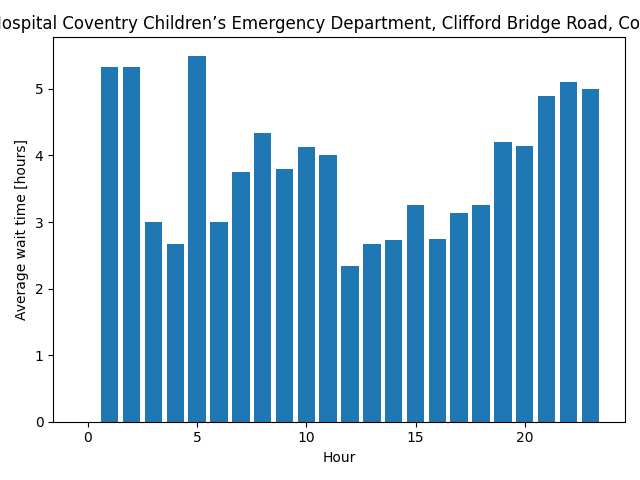 Hospital Coventry Children’s Emergency Department, Clifford Bridge Road, Co
Average wait time [hours]
5
4
3
2
1
0
0 5 10 15 20
Hour